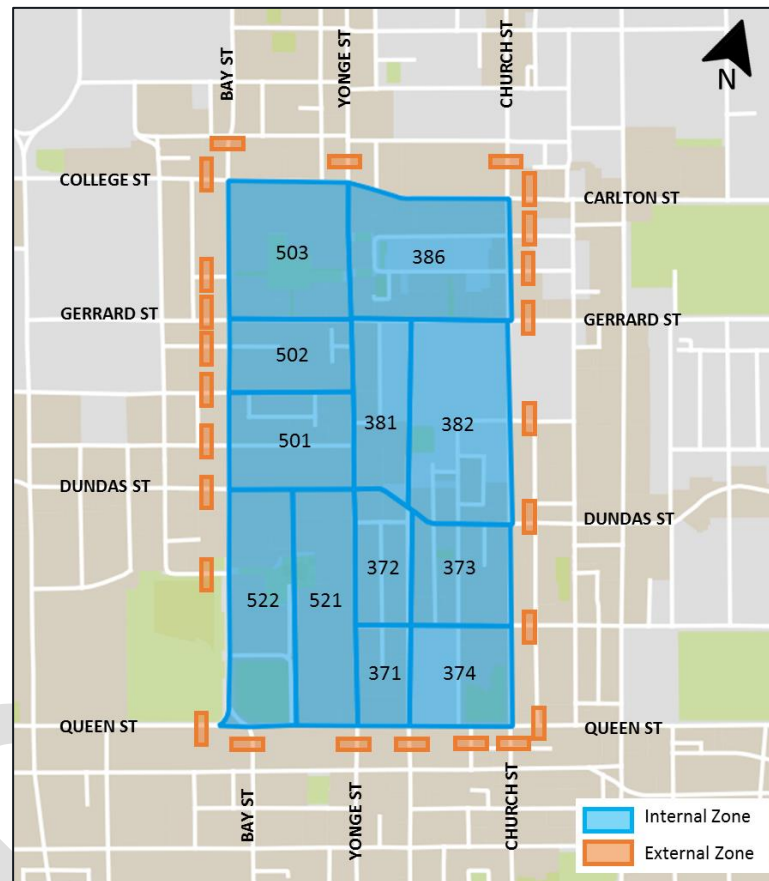 BAY ST
YONGE ST
CHURCH ST
N
COLLEGE ST
CARLTON ST
503
386
GERRARD ST
GERRARD ST
502
381
382
501
DUNDAS ST
DUNDAS ST
372
373
522
521
371
374
QUEEN ST
QUEEN ST
BAY ST
YONGE ST
CHURCH ST
Internal Zone
External Zone